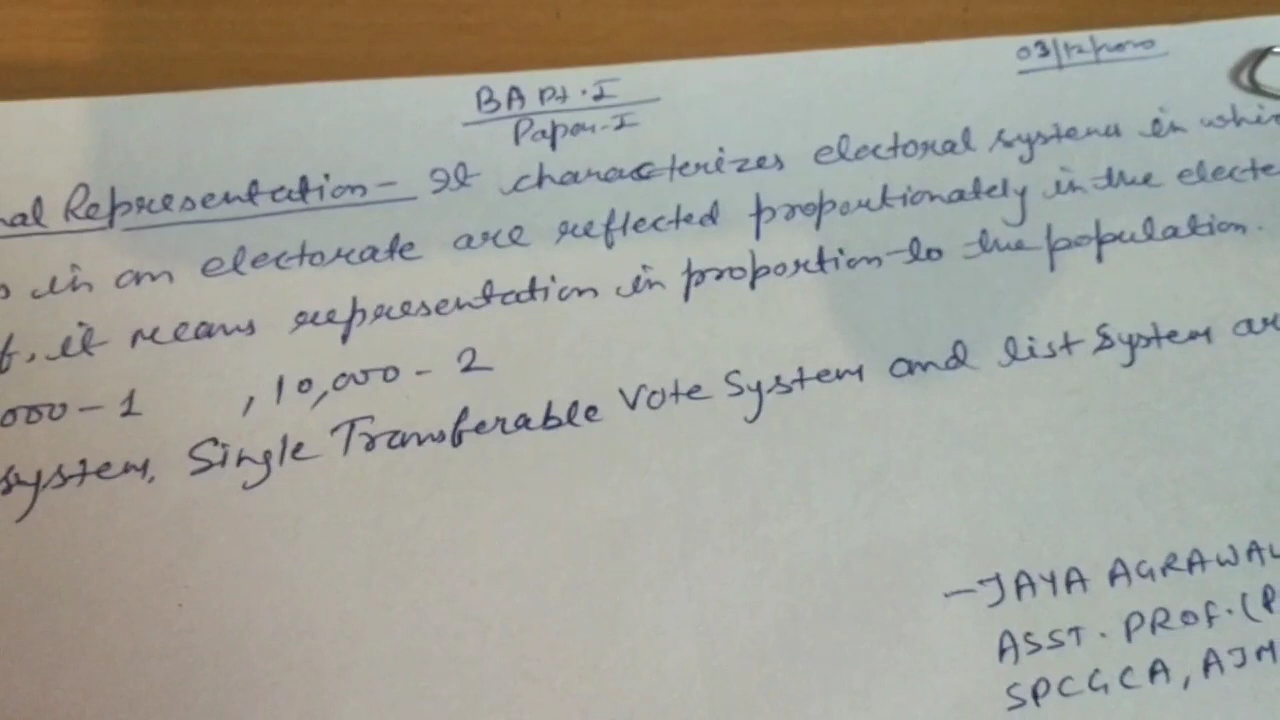 03/12/2020
BA Pt. I
Paper-I
nal Representation - It characterizes electoral systems in whi
s in an electorate are reflected proportionately in the electe
it means representation in proportion to the population.
000-1 , 10,000 - 2
system, Single Transferable Vote System and list System ar
-JAYA AGRAWAL
ASST. PROF. (P
SPCGCA, AJM